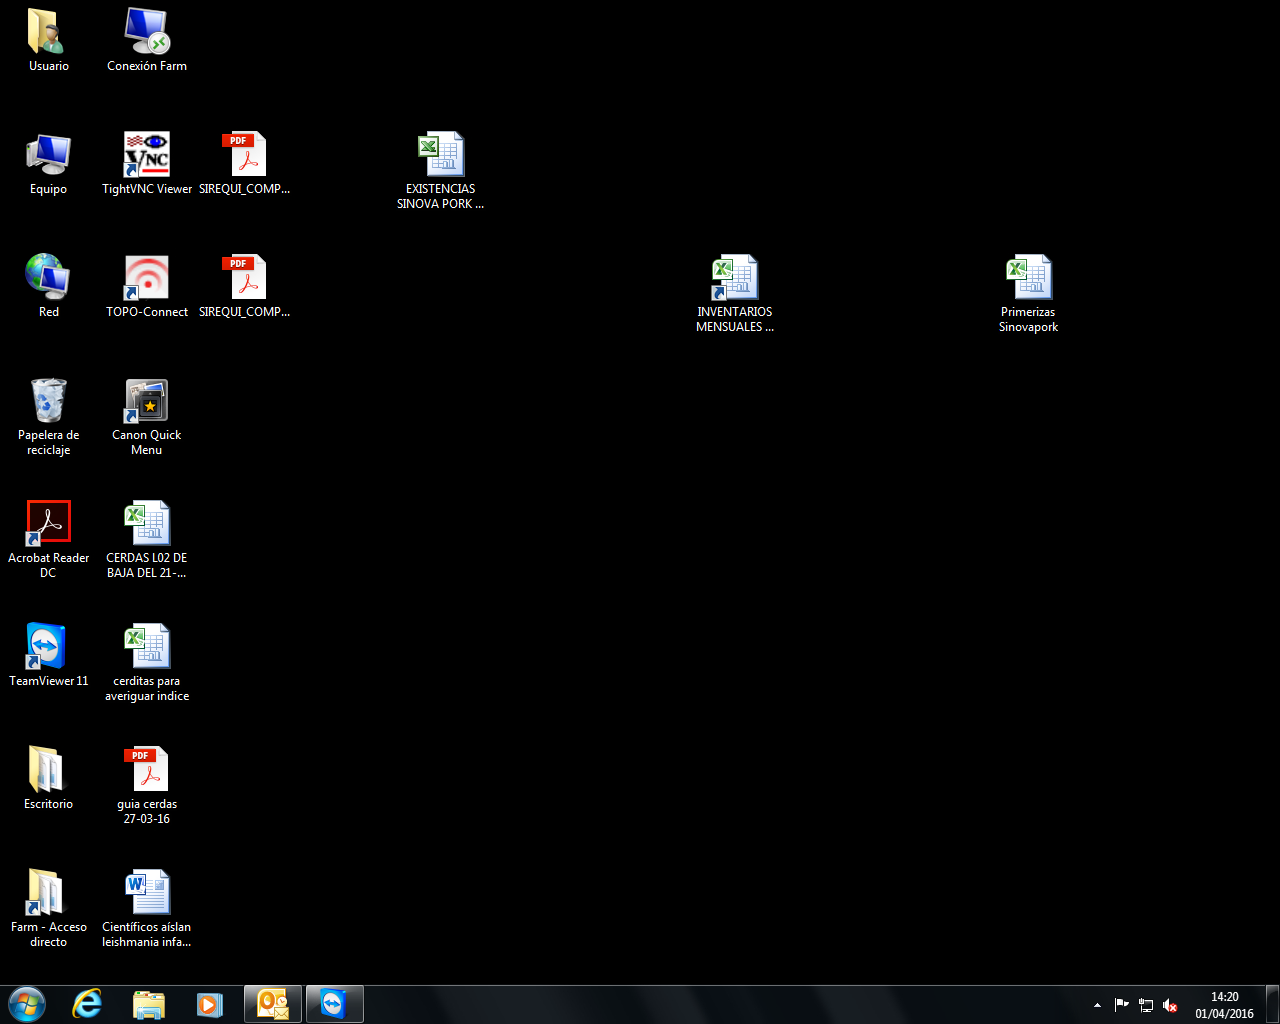 Usuario
Conexión Farm
Equipo
TightVNC Viewer
PDF
SIREQUI_COMP...
EXISTENCIAS
SINOVA PORK ...
Red
TOPO-Connect
PDF
SIREQUI_COMP...
INVENTARIOS
MENSUALES ...
Primerizas
Sinovapork
Papelera de
reciclaje
Canon Quick
Menu
Acrobat Reader
DC
CERDAS L02 DE
BAJA DEL 21-...
TeamViewer 11
cerditas para
averiguar indice
Escritorio
PDF
guia cerdas
27-03-16
Farm - Acceso
directo
Científicos aíslan
leishmania infa...
14:20
01/04/2016